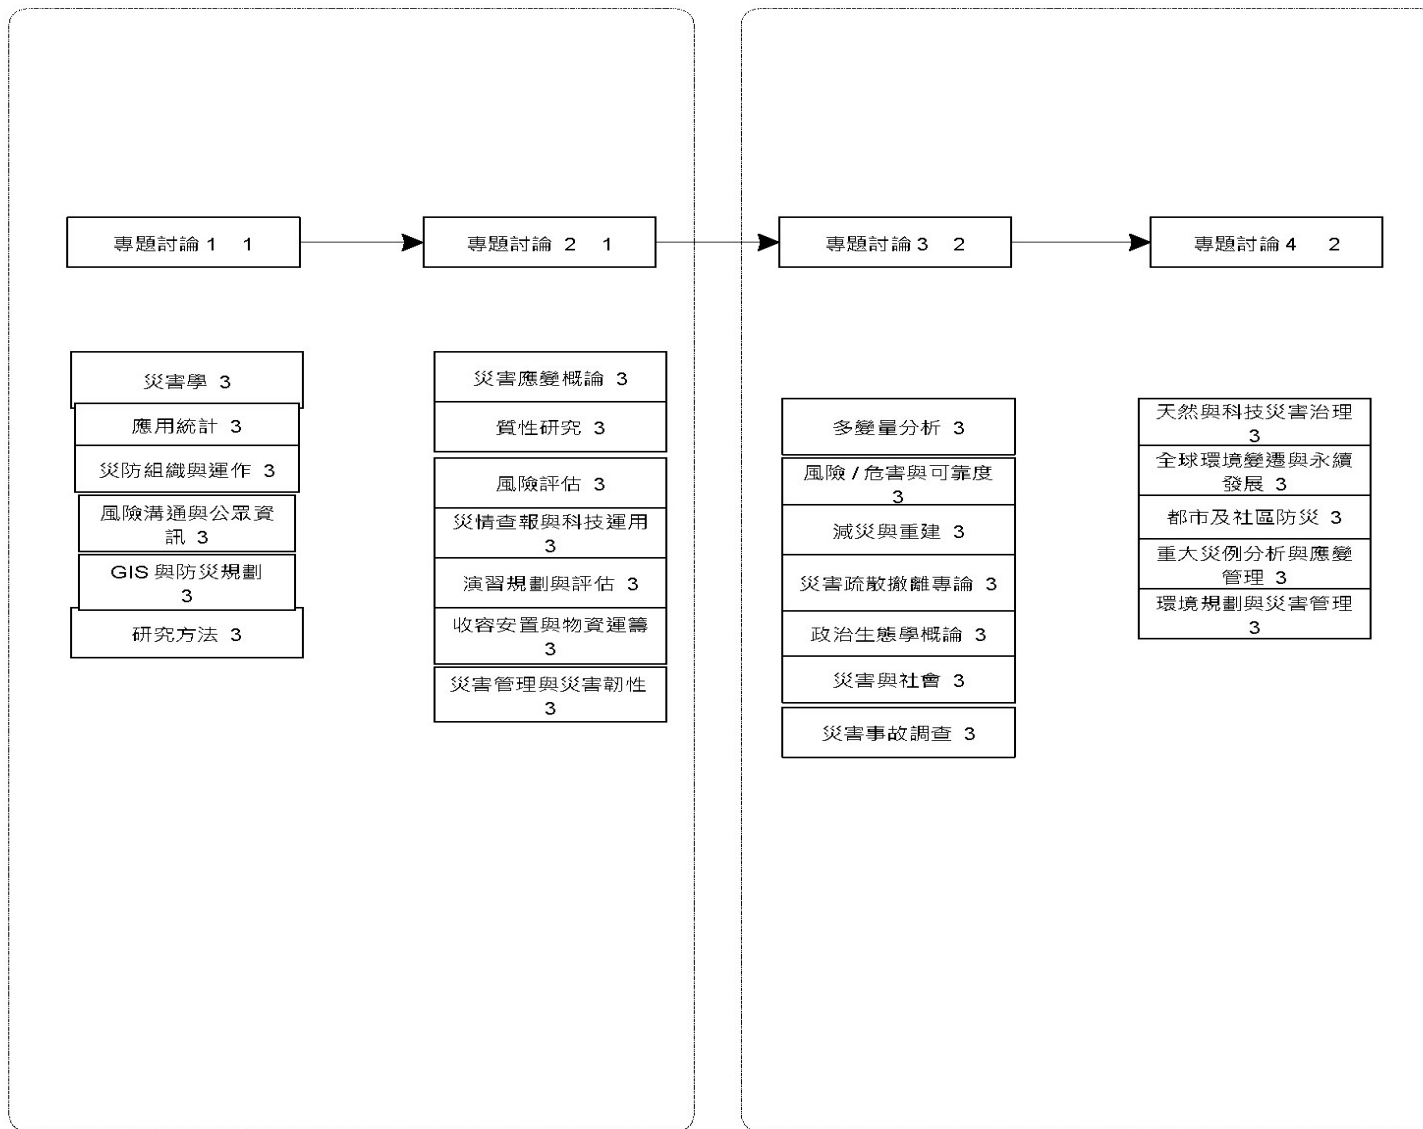 專題討論 1 1
專題討論 2 1
專題討論 3 2
專題討論 4 2
災害學 3
應用統計 3
災防組織與運作 3
風險溝通與公眾資
訊 3
GIS 與防災規劃
3
研究方法 3
災害應變概論 3
質性研究 3
風險評估 3
災情查報與科技運用
3
演習規劃與評估 3
收容安置與物資運籌
3
災害管理與災害韌性
3
多變量分析 3
風險 / 危害與可靠度
3
減災與重建 3
災害疏散撤離專論 3
政治生態學概論 3
災害與社會 3
災害事故調查 3
天然與科技災害治理
3
全球環境變遷與永續
發展 3
都市及社區防災 3
重大災例分析與應變
管理 3
環境規劃與災害管理
3